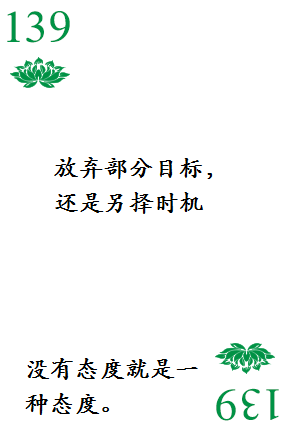 139
放弃部分目标，
还是另择时机
没有态度就是一
种态度。
139